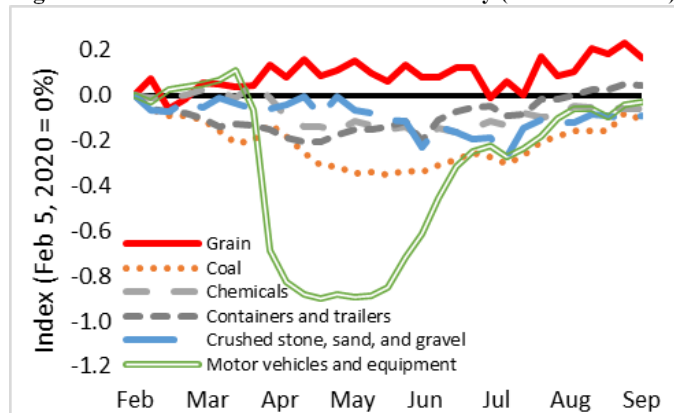 0.2
0.0
-0.2
-0.4
-0.6
-0.8
-1.0
-1.2
Index (Feb 5, 2020 = 0%)
Grain
Coal
Chemicals
Containers and trailers
Crushed stone, sand, and gravel
Motor vehicles and equipment
Feb Mar Apr May Jun Jul Aug Sep